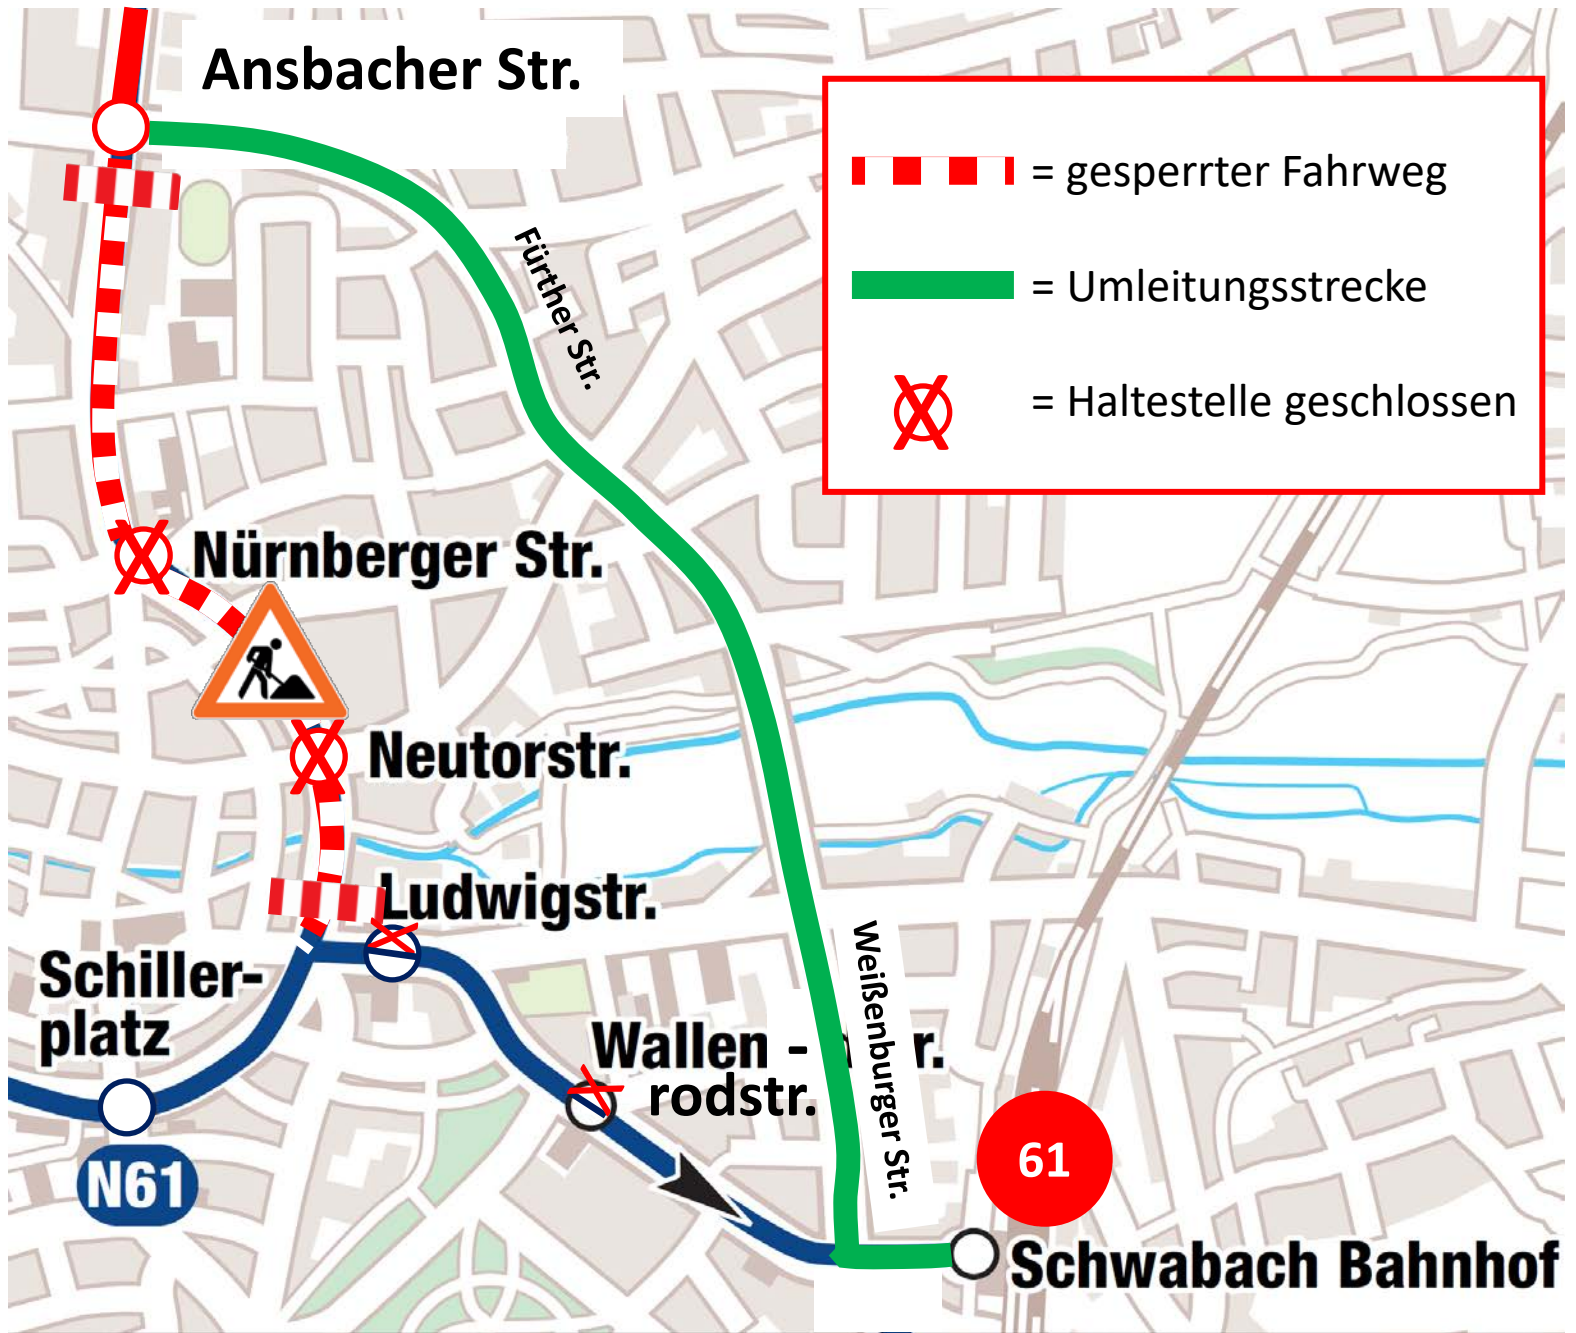 Ansbacher Str.
= gesperrter Fahrweg
= Umleitungsstrecke
= Haltestelle geschlossen
Fürther Str.
Nürnberger Str.
Neutorstr.
Ludwigstr.
Schiller-
platz
N61
Wallen - r.
rodstr.
Weißenburger Str.
61
Schwabach Bahnhof